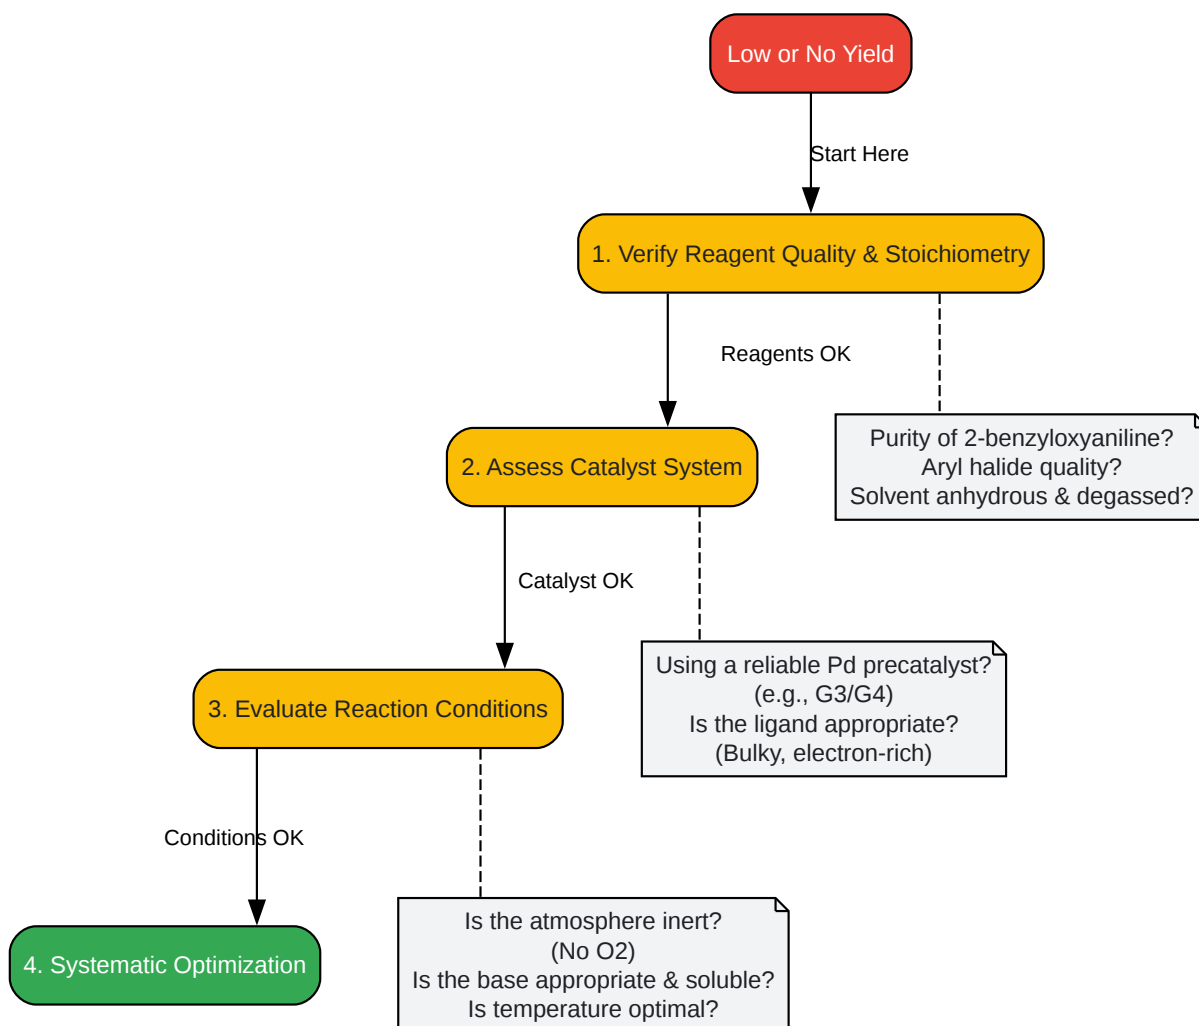 Low or No Yield
Start Here
1. Verify Reagent Quality & Stoichiometry
Reagents OK
Purity of 2-benzyloxyaniline?
Aryl halide quality?
Solvent anhydrous & degassed?
2. Assess Catalyst System
Catalyst OK
Using a reliable Pd precatalyst?
(e.g., G3/G4)
Is the ligand appropriate?
(Bulky, electron-rich)
3. Evaluate Reaction Conditions
Conditions OK
Is the atmosphere inert?
(No O2)
Is the base appropriate & soluble?
Is temperature optimal?
4. Systematic Optimization